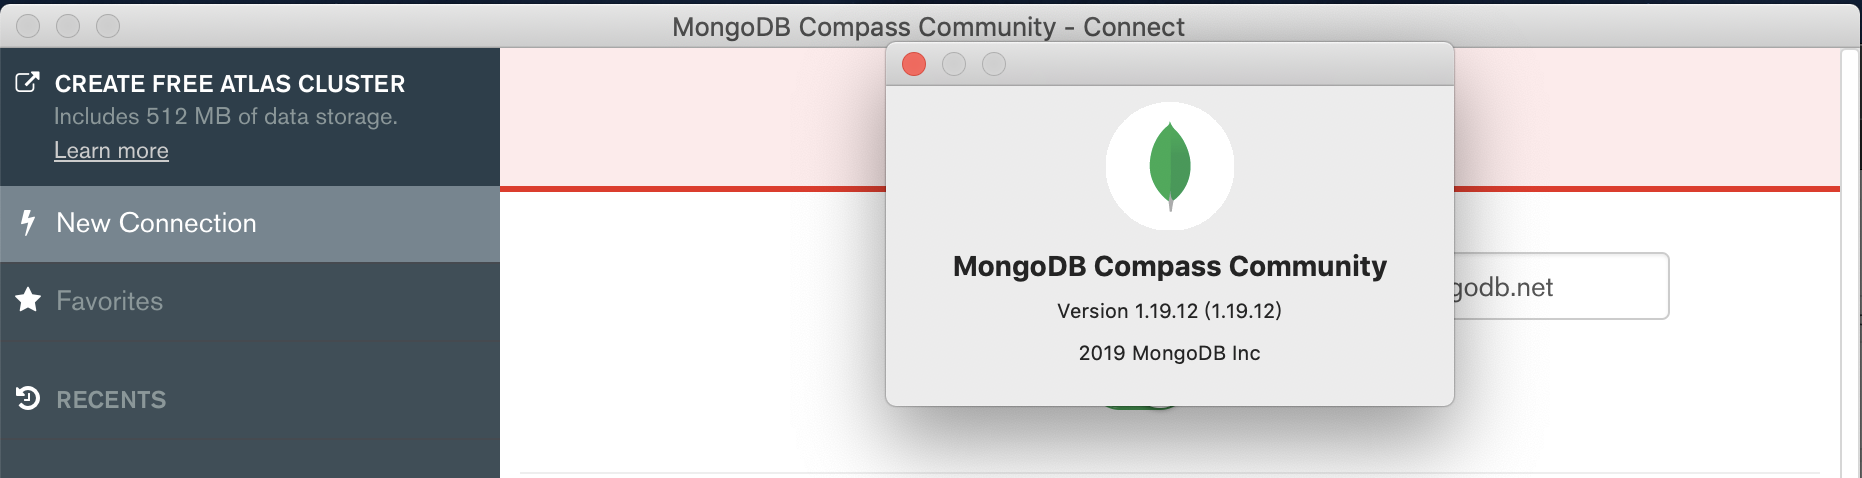 MongoDB Compass Community - Connect
CREATE FREE ATLAS CLUSTER
Includes 512 MB of data storage.
Learn more
New Connection
Favorites
RECENTS
MongoDB Compass Community
Version 1.19.12 (1.19.12)
2019 MongoDB Inc
godb.net